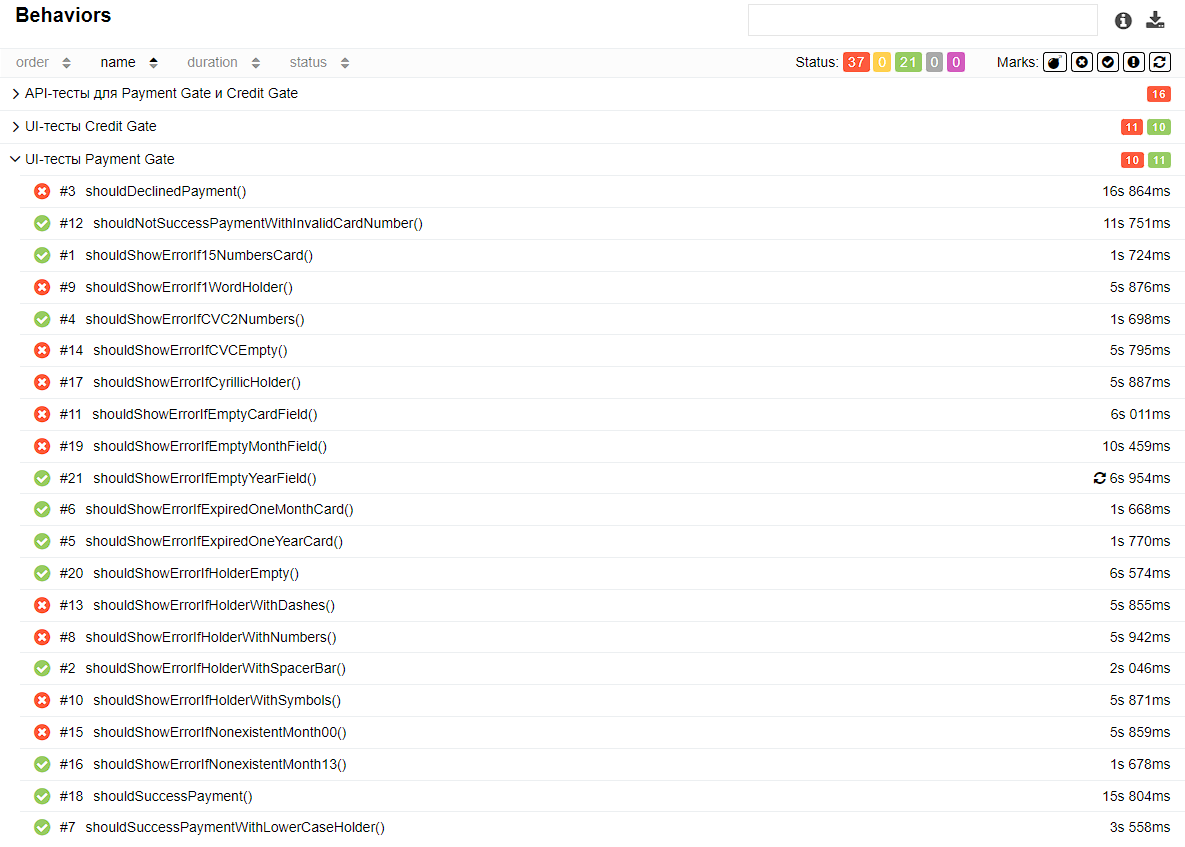 Behaviors
order name duration status Status: 37 0 21 0 0 Marks:
API-тесты для Payment Gate и Credit Gate 16
UI-тесты Credit Gate 11 10
UI-тесты Payment Gate 10 11
#3 shouldDeclinedPayment() 16s 864ms
#12 shouldNotSuccessPaymentWithInvalidCardNumber() 11s 751ms
#1 shouldShowErrorIf15NumbersCard() 1s 724ms
#9 shouldShowErrorIf1WordHolder() 5s 876ms
#4 shouldShowErrorIfCVC2Numbers() 1s 698ms
#14 shouldShowErrorIfCVCEmpty() 5s 795ms
#17 shouldShowErrorIfCyrillicHolder() 5s 887ms
#11 shouldShowErrorIfEmptyCardField() 6s 011ms
#19 shouldShowErrorIfEmptyMonthField() 10s 459ms
#21 shouldShowErrorIfEmptyYearField() 6s 954ms
#6 shouldShowErrorIfExpiredOneMonthCard() 1s 668ms
#5 shouldShowErrorIfExpiredOneYearCard() 1s 770ms
#20 shouldShowErrorIfHolderEmpty() 6s 574ms
#13 shouldShowErrorIfHolderWithDashes() 5s 855ms
#8 shouldShowErrorIfHolderWithNumbers() 5s 942ms
#2 shouldShowErrorIfHolderWithSpacerBar() 2s 046ms
#10 shouldShowErrorIfHolderWithSymbols() 5s 871ms
#15 shouldShowErrorIfNonexistentMonth00() 5s 859ms
#16 shouldShowErrorIfNonexistentMonth13() 1s 678ms
#18 shouldSuccessPayment() 15s 804ms
#7 shouldSuccessPaymentWithLowerCaseHolder() 3s 558ms